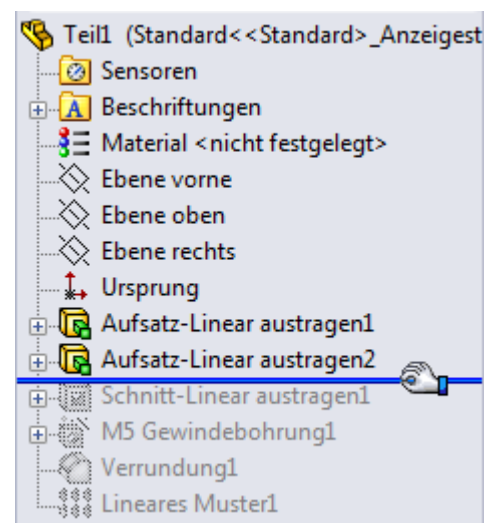 Teil1 (Standard<<Standard>_Anzeigest
Sensoren
A Beschriftungen
Material <nicht festgelegt>
Ebene vorne
Ebene oben
Ebene rechts
Ursprung
Aufsatz-Linear austragen1
Aufsatz-Linear austragen2
Schnitt-Linear austragen1
M5 Gewindebohrung1
Verrundung1
Lineares Muster1